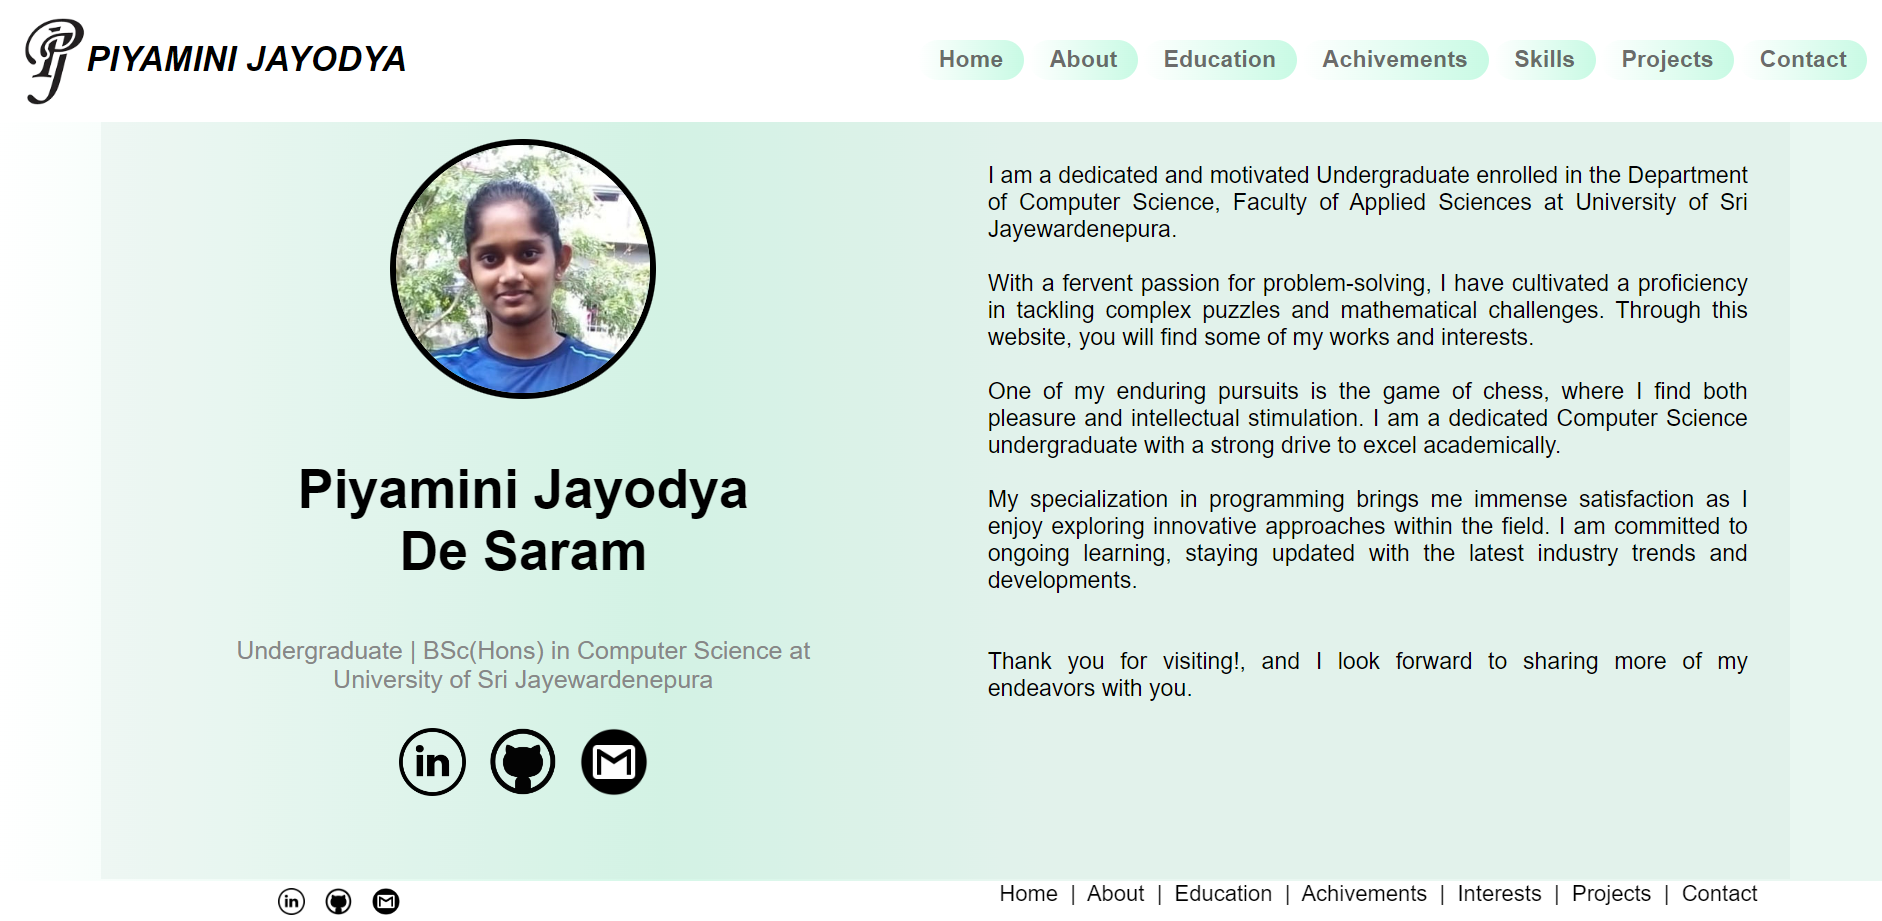 PJ PIYAMINI JAYODYA
Home About Education Achivements Skills Projects Contact
Piyamini Jayodya
De Saram
Undergraduate | BSc(Hons) in Computer Science at
University of Sri Jayewardenepura
in
I am a dedicated and motivated Undergraduate enrolled in the Department
of Computer Science, Faculty of Applied Sciences at University of Sri
Jayewardenepura.
With a fervent passion for problem-solving, I have cultivated a proficiency
in tackling complex puzzles and mathematical challenges. Through this
website, you will find some of my works and interests.
One of my enduring pursuits is the game of chess, where I find both
pleasure and intellectual stimulation. I am a dedicated Computer Science
undergraduate with a strong drive to excel academically.
My specialization in programming brings me immense satisfaction as I
enjoy exploring innovative approaches within the field. I am committed to
ongoing learning, staying updated with the latest industry trends and
developments.
Thank you for visiting!, and I look forward to sharing more of my
endeavors with you.
in
Home | About | Education | Achivements | Interests | Projects | Contact